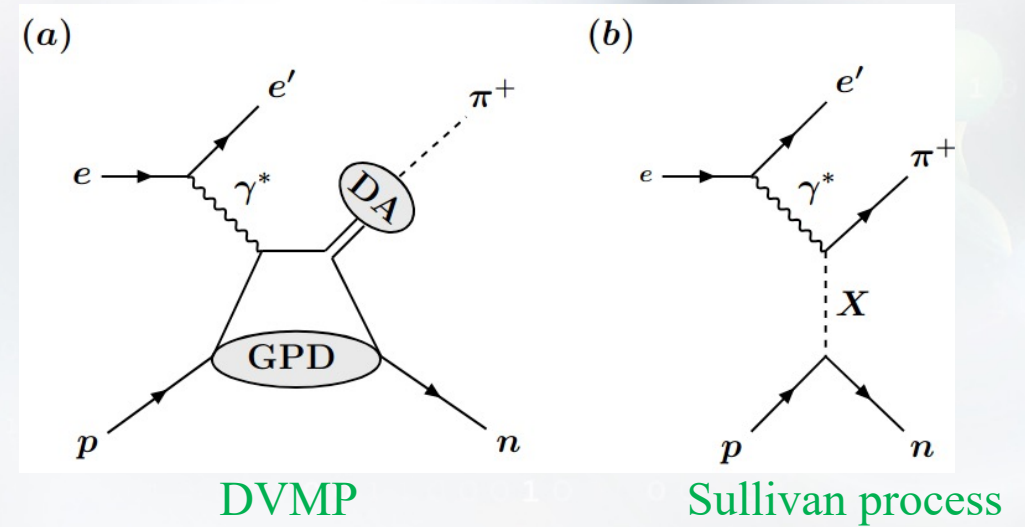 (a)
(b)
e'
π⁺
e
γ*
DA
GPD
p
n
e'
π⁺
e
γ*
X
p
n
DVMP
Sullivan process